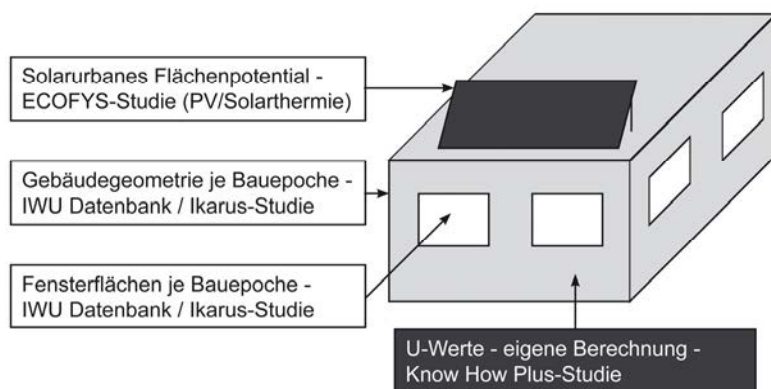 Solarurbanes Flächenpotential -
ECOFYS-Studie (PV/Solarthermie)
Gebäudegeometrie je Bauepoche -
IWU Datenbank / Ikarus-Studie
Fensterflächen je Bauepoche -
IWU Datenbank / Ikarus-Studie
U-Werte - eigene Berechnung -
Know How Plus-Studie